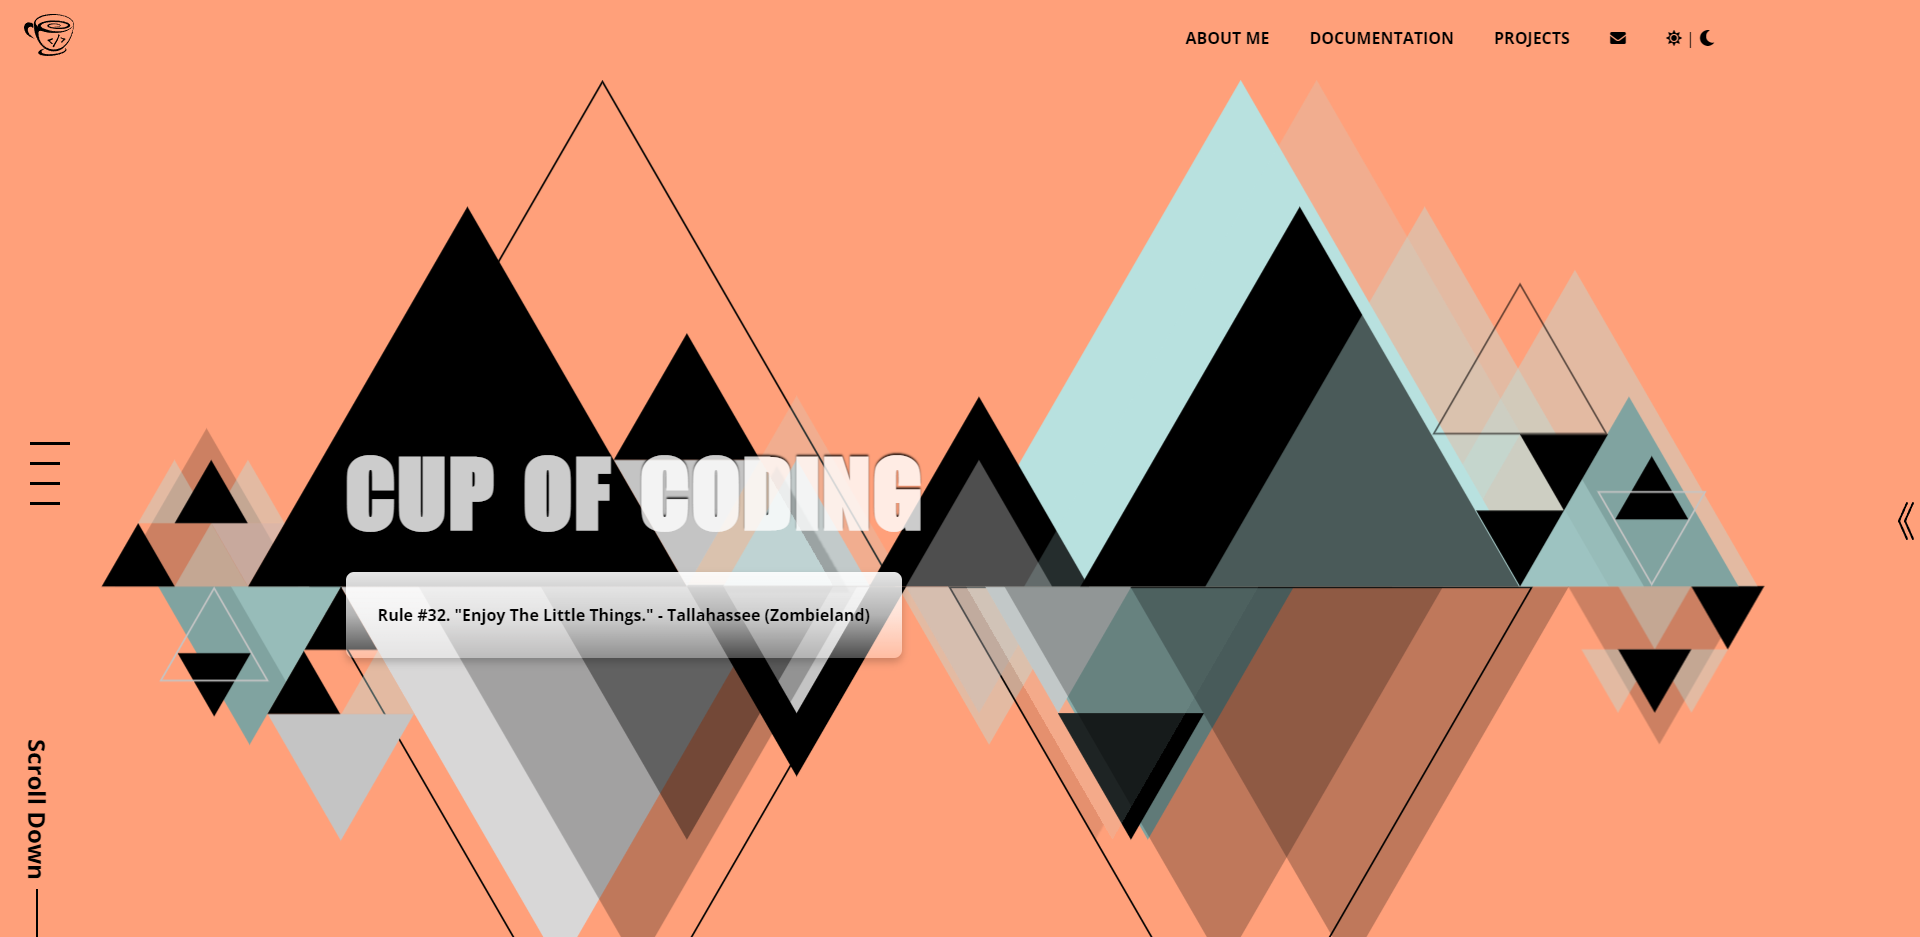 ABOUT ME
DOCUMENTATION
PROJECTS
|
CUP OF CODING
Rule #32. "Enjoy The Little Things." - Tallahassee (Zombieland)
Scroll Down